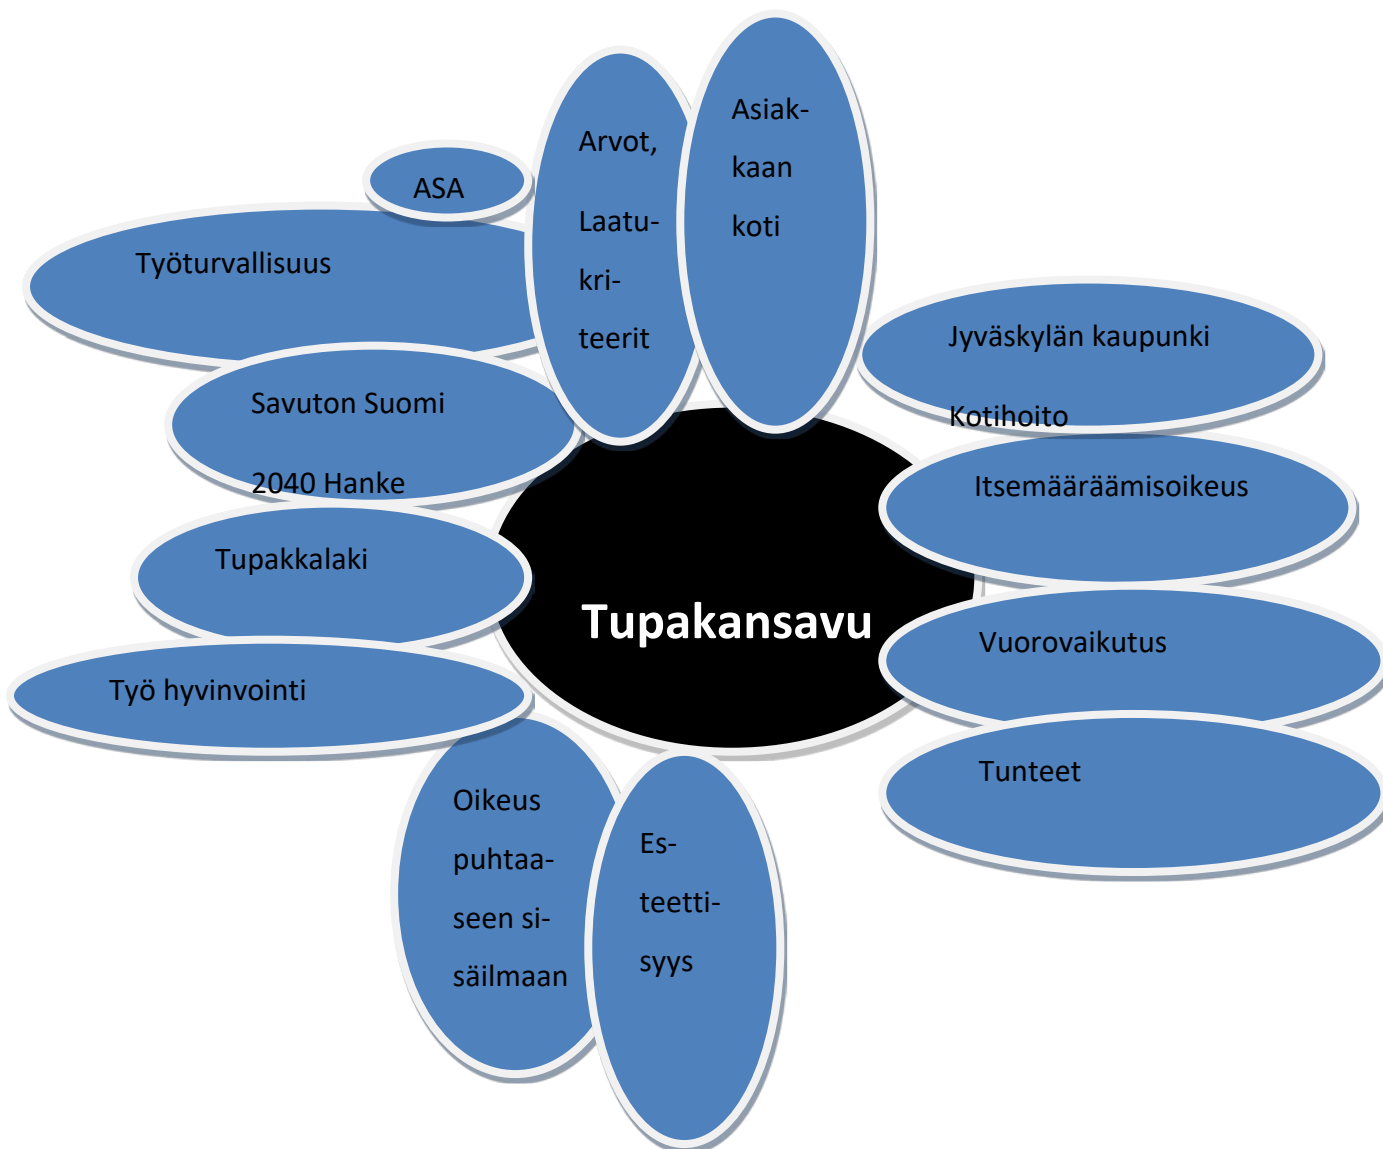 Asiak-
kaan
koti
Arvot,
Laatu-
kri-
teerit
ASA
Työturvallisuus
Savuton Suomi
2040 Hanke
Tupakkalaki
Työ hyvinvointi
Jyväskylän kaupunki
Kotihoito
Itsemääräämisoikeus
Vuorovaikutus
Tunteet
Tupakansavu
Oikeus
puhtaa-
seen si-
säilmaan
Es-
teetti-
syys